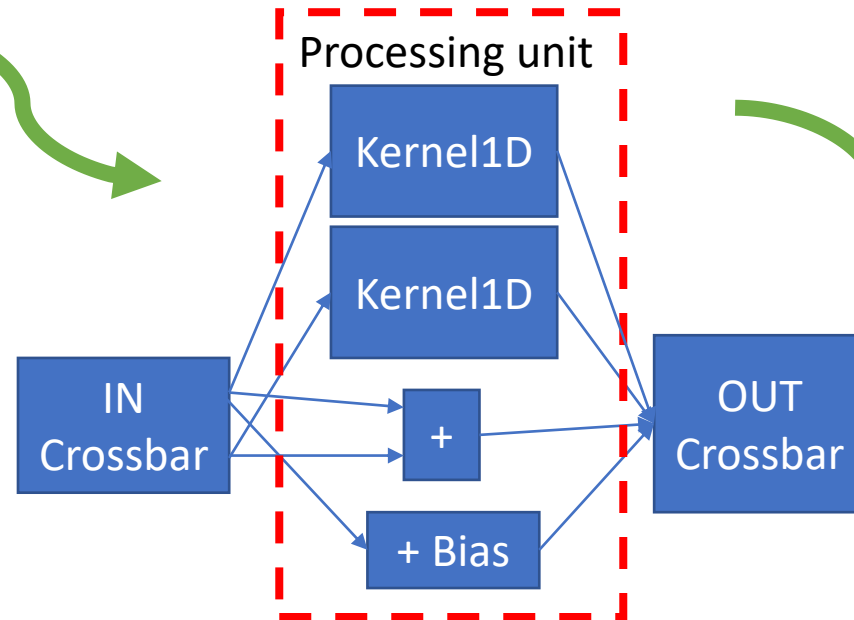 Processing unit
Kernel1D
Kernel1D
IN
Crossbar
+
+ Bias
OUT
Crossbar